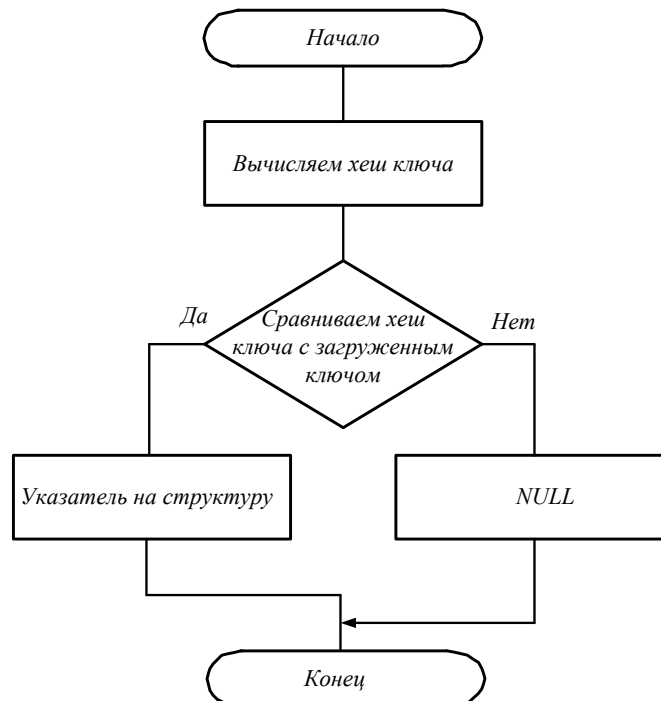 Начало
Вычисляем хеш ключа
Да
Сравниваем хеш
ключа с загруженным
ключом
Нет
Указатель на структуру
NULL
Конец